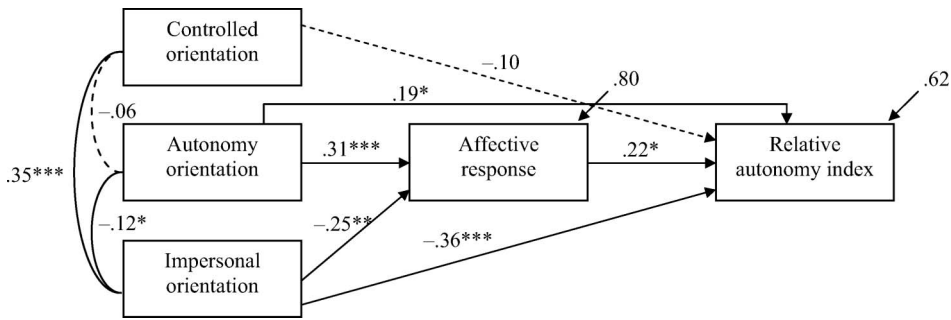 Controlled
orientation
–.10
.80
.62
.19*
–.06
Autonomy
orientation
.31***
Affective
response
.22*
Relative
autonomy index
.35***
–.12*
–.25**
–.36***
Impersonal
orientation